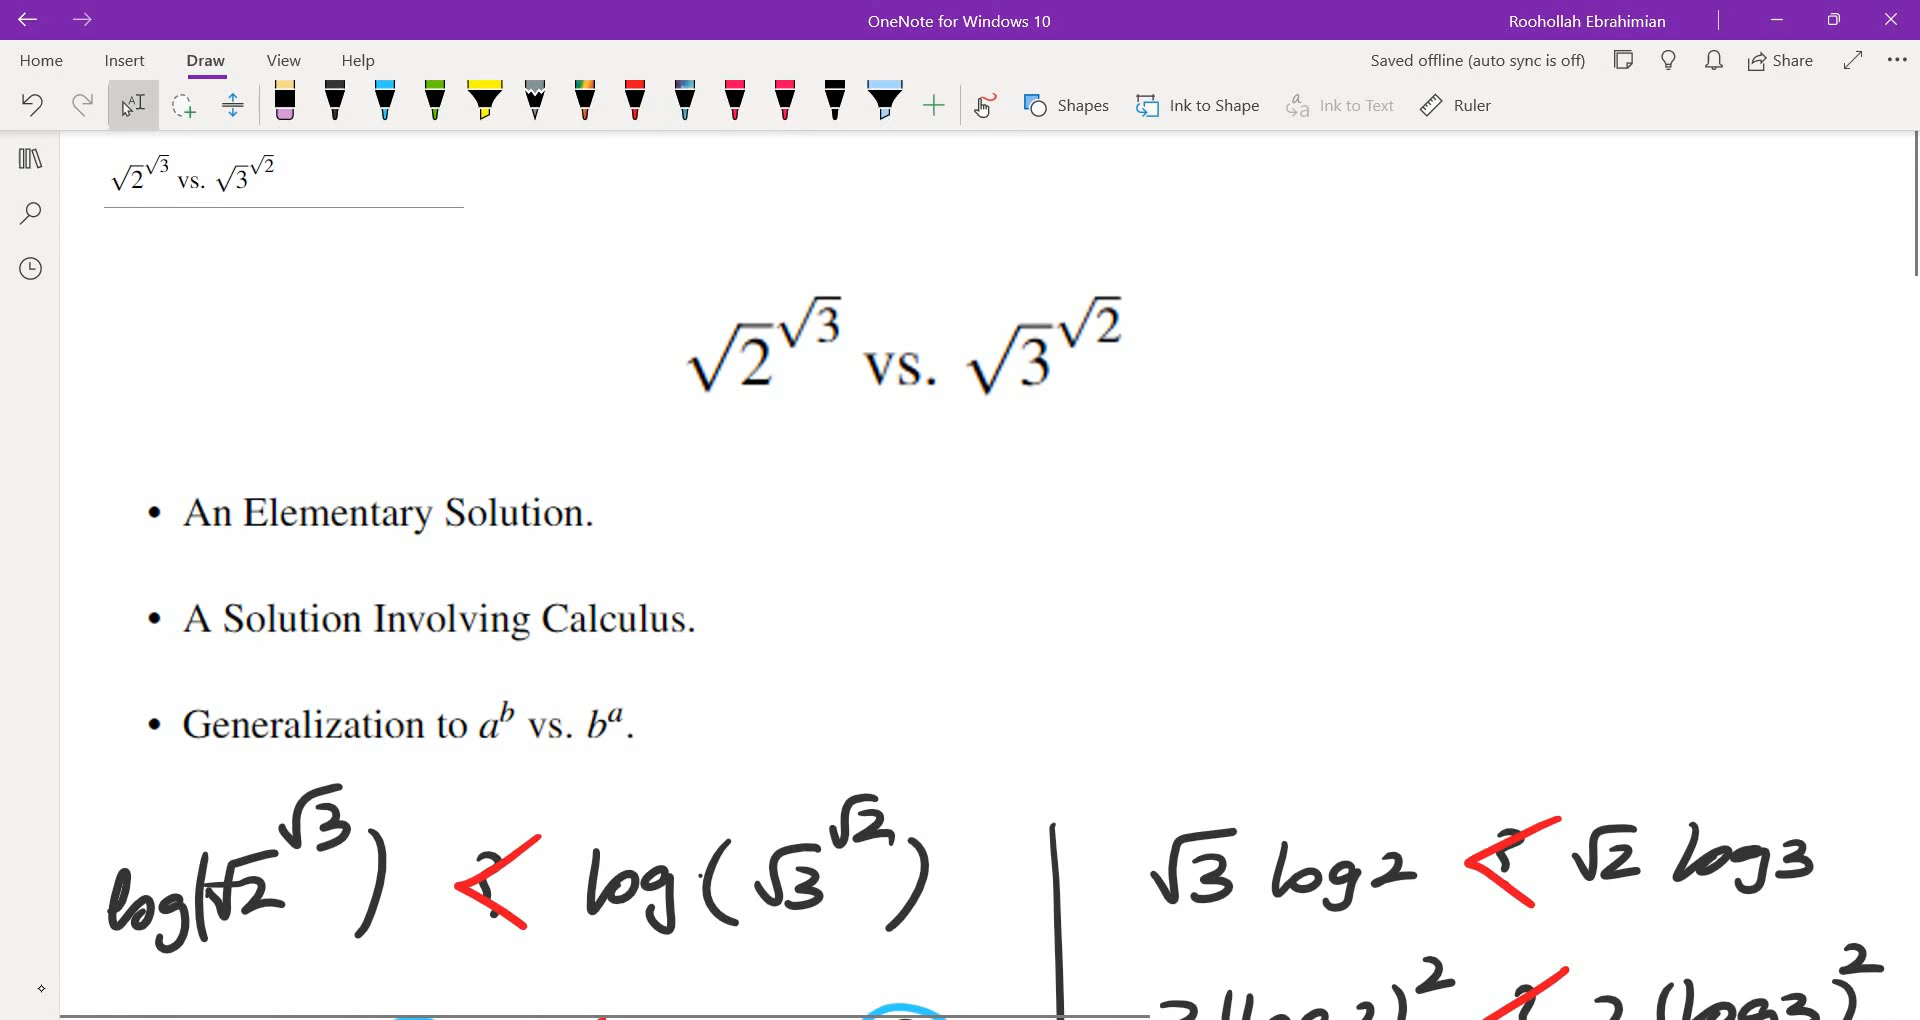 OneNote for Windows 10
Roohollah Ebrahimian
Home Insert Draw View Help
Saved offline (auto sync is off) Share
Shapes Ink to Shape Ink to Text Ruler
√2^√3 vs. √3^√2
√2^√3 vs. √3^√2
• An Elementary Solution.
• A Solution Involving Calculus.
• Generalization to a^b vs. b^a.
log(√2^√3) < log(√3^√2) | √3 log2 < √2 log3